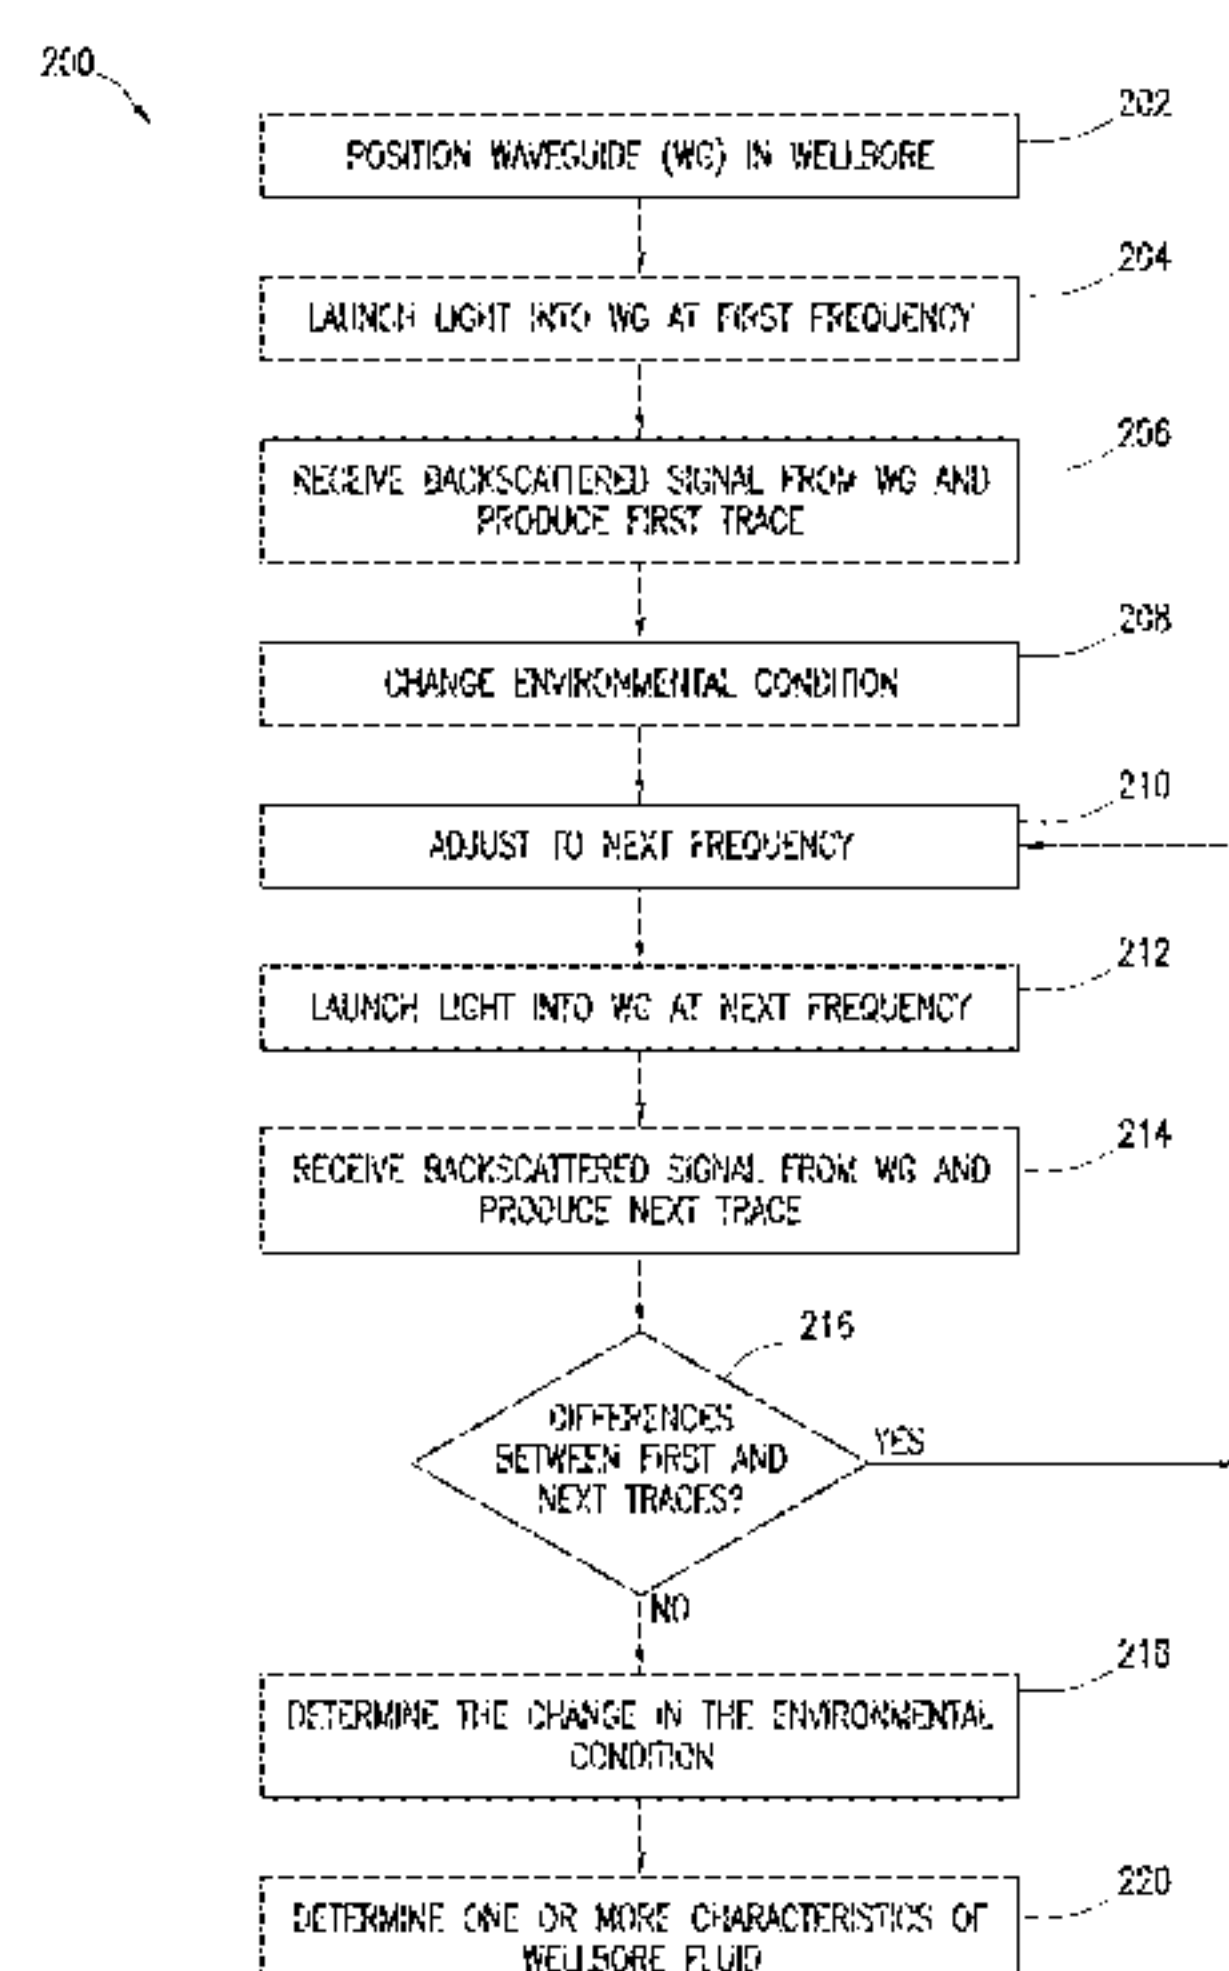 200
202
POSITION WAVEGUIDE (WG) IN WELLBORE
204
LAUNCH LIGHT INTO WG AT FIRST FREQUENCY
206
RECEIVE BACKSCATTERED SIGNAL FROM WG AND
PRODUCE FIRST TRACE
208
CHANGE ENVIRONMENTAL CONDITION
210
ADJUST TO NEXT FREQUENCY
212
LAUNCH LIGHT INTO WG AT NEXT FREQUENCY
214
RECEIVE BACKSCATTERED SIGNAL FROM WG AND
PRODUCE NEXT TRACE
216
DIFFERENCES
BETWEEN FIRST AND
NEXT TRACES?
YES
NO
218
DETERMINE THE CHANGE IN THE ENVIRONMENTAL
CONDITION
220
DETERMINE ONE OR MORE CHARACTERISTICS OF
WELLBORE FLUID